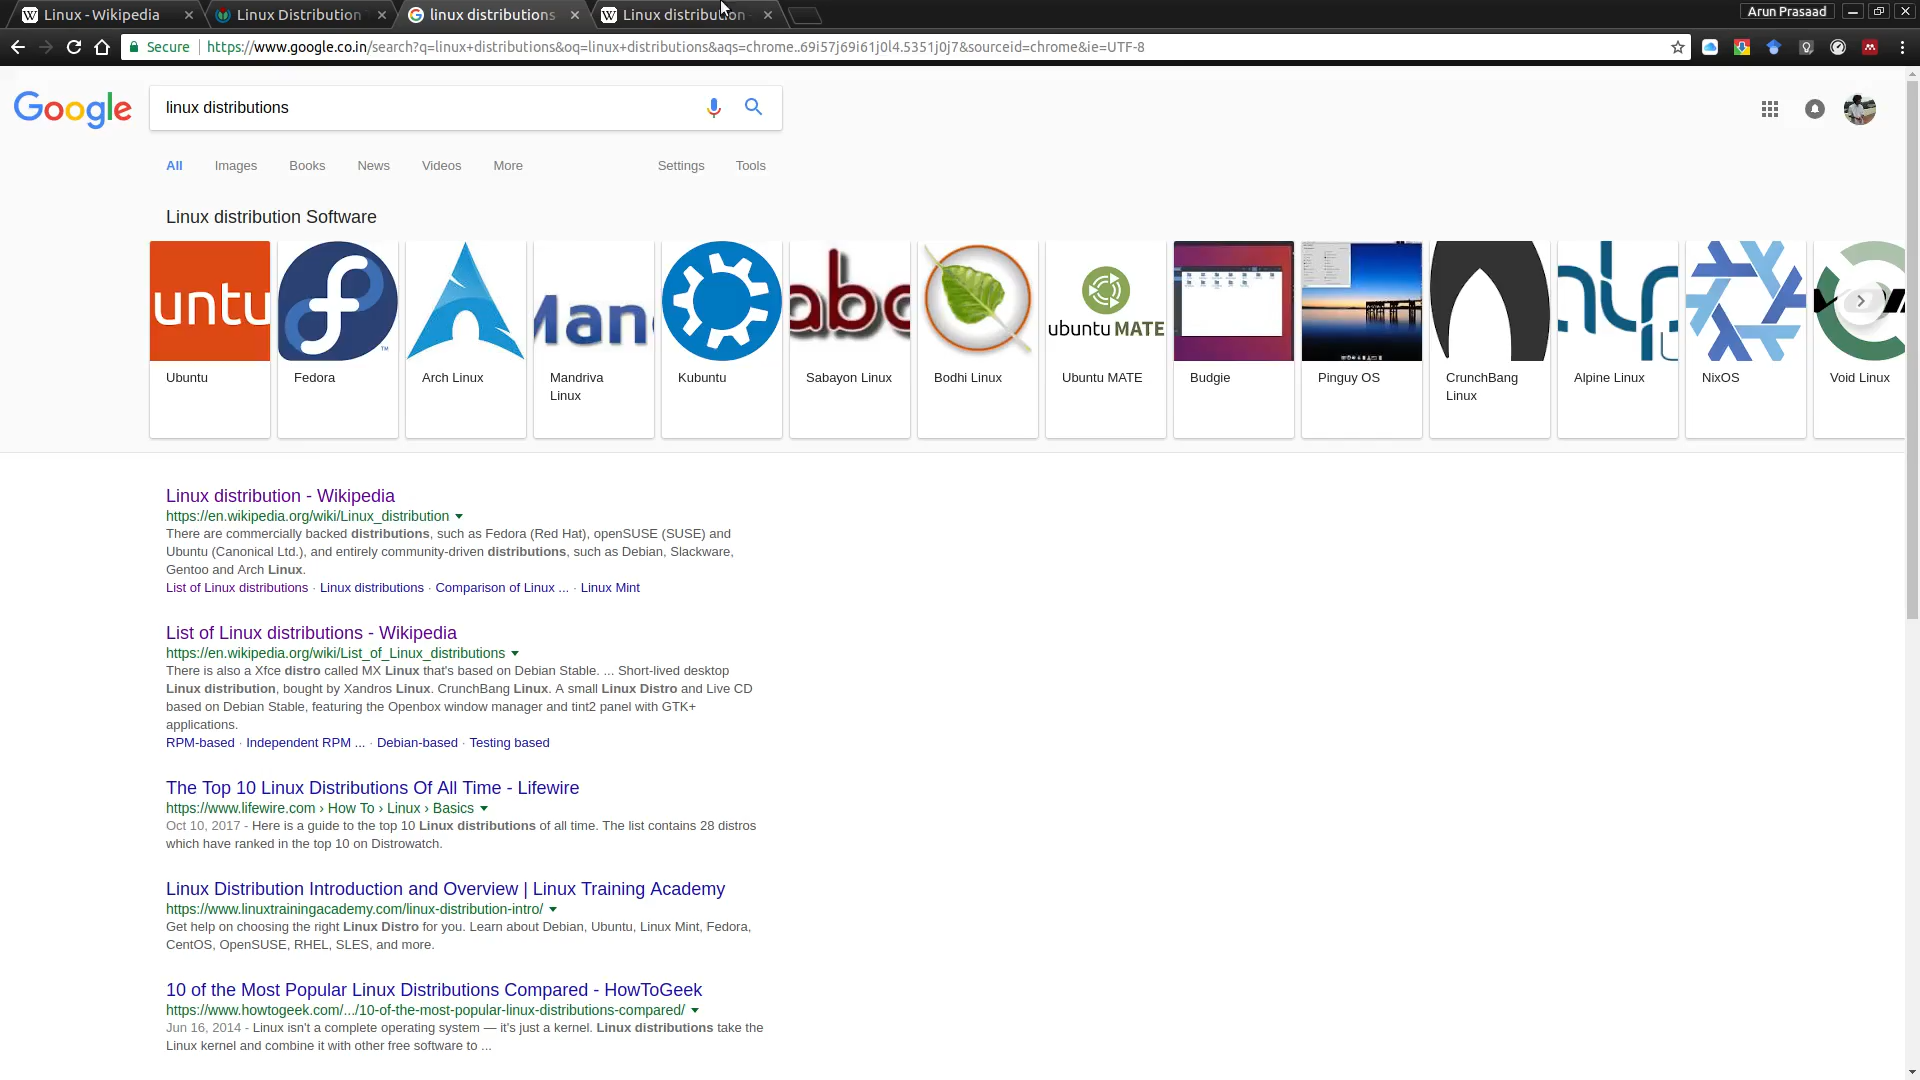 Linux - Wikipedia
Linux Distribution
linux distributions
Linux distribution
Arun Prasaad
Secure
https://www.google.co.in/search?q=linux+distributions&oq=linux+distributions&aqs=chrome..69i57j69i61j0l4.5351j0j7&sourceid=chrome&ie=UTF-8
Google
linux distributions
All Images Books News Videos More Settings Tools
Linux distribution Software
untu
Man
abo
ubuntu MATE
alp
Ubuntu
Fedora
Arch Linux
Mandriva
Linux
Kubuntu
Sabayon Linux
Bodhi Linux
Ubuntu MATE
Budgie
Pinguy OS
CrunchBang
Linux
Alpine Linux
NixOS
Void Linux
Linux distribution - Wikipedia
https://en.wikipedia.org/wiki/Linux_distribution
There are commercially backed distributions, such as Fedora (Red Hat), openSUSE (SUSE) and
Ubuntu (Canonical Ltd.), and entirely community-driven distributions, such as Debian, Slackware,
Gentoo and Arch Linux.
List of Linux distributions · Linux distributions · Comparison of Linux ... · Linux Mint
List of Linux distributions - Wikipedia
https://en.wikipedia.org/wiki/List_of_Linux_distributions
There is also a Xfce distro called MX Linux that's based on Debian Stable. ... Short-lived desktop
Linux distribution, bought by Xandros Linux. CrunchBang Linux. A small Linux Distro and Live CD
based on Debian Stable, featuring the Openbox window manager and tint2 panel with GTK+
applications.
RPM-based · Independent RPM ... · Debian-based · Testing based
The Top 10 Linux Distributions Of All Time - Lifewire
https://www.lifewire.com › How To › Linux › Basics
Oct 10, 2017 - Here is a guide to the top 10 Linux distributions of all time. The list contains 28 distros
which have ranked in the top 10 on Distrowatch.
Linux Distribution Introduction and Overview | Linux Training Academy
https://www.linuxtrainingacademy.com/linux-distribution-intro/
Get help on choosing the right Linux Distro for you. Learn about Debian, Ubuntu, Linux Mint, Fedora,
CentOS, OpenSUSE, RHEL, SLES, and more.
10 of the Most Popular Linux Distributions Compared - HowToGeek
https://www.howtogeek.com/.../10-of-the-most-popular-linux-distributions-compared/
Jun 16, 2014 - Linux isn't a complete operating system — it's just a kernel. Linux distributions take the
Linux kernel and combine it with other free software to ...